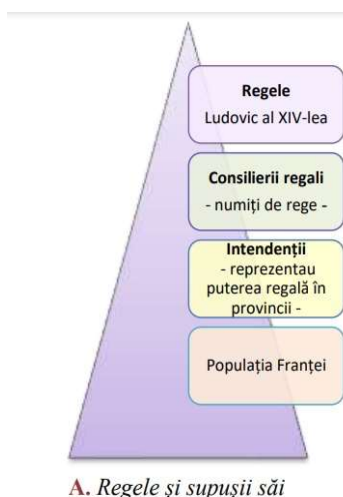 Regele
Ludovic al XIV-lea
Consilierii regali
- numiți de rege -
Intendenții
- reprezentau
puterea regală în
provincii -
Populația Franței
A. Regele și supușii săi